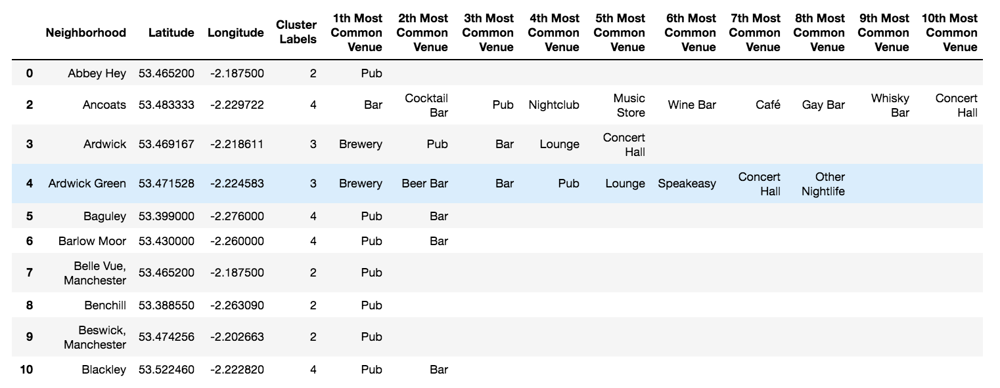 Neighborhood Latitude Longitude Cluster Labels 1th Most Common Venue 2th Most Common Venue 3th Most Common Venue 4th Most Common Venue 5th Most Common Venue 6th Most Common Venue 7th Most Common Venue 8th Most Common Venue 9th Most Common Venue 10th Most Common Venue
0 Abbey Hey 53.465200 -2.187500 2 Pub
2 Ancoats 53.483333 -2.229722 4 Bar Cocktail Bar Pub Nightclub Music Store Wine Bar Café Gay Bar Whisky Bar Concert Hall
3 Ardwick 53.469167 -2.218611 3 Brewery Pub Bar Lounge Concert Hall
4 Ardwick Green 53.471528 -2.224583 3 Brewery Beer Bar Bar Pub Lounge Speakeasy Concert Hall Other Nightlife
5 Baguley 53.399000 -2.276000 4 Pub Bar
6 Barlow Moor 53.430000 -2.260000 4 Pub Bar
7 Belle Vue, Manchester 53.465200 -2.187500 2 Pub
8 Benchill 53.388550 -2.263090 2 Pub
9 Beswick, Manchester 53.474256 -2.202663 2 Pub
10 Blackley 53.522460 -2.222820 4 Pub Bar